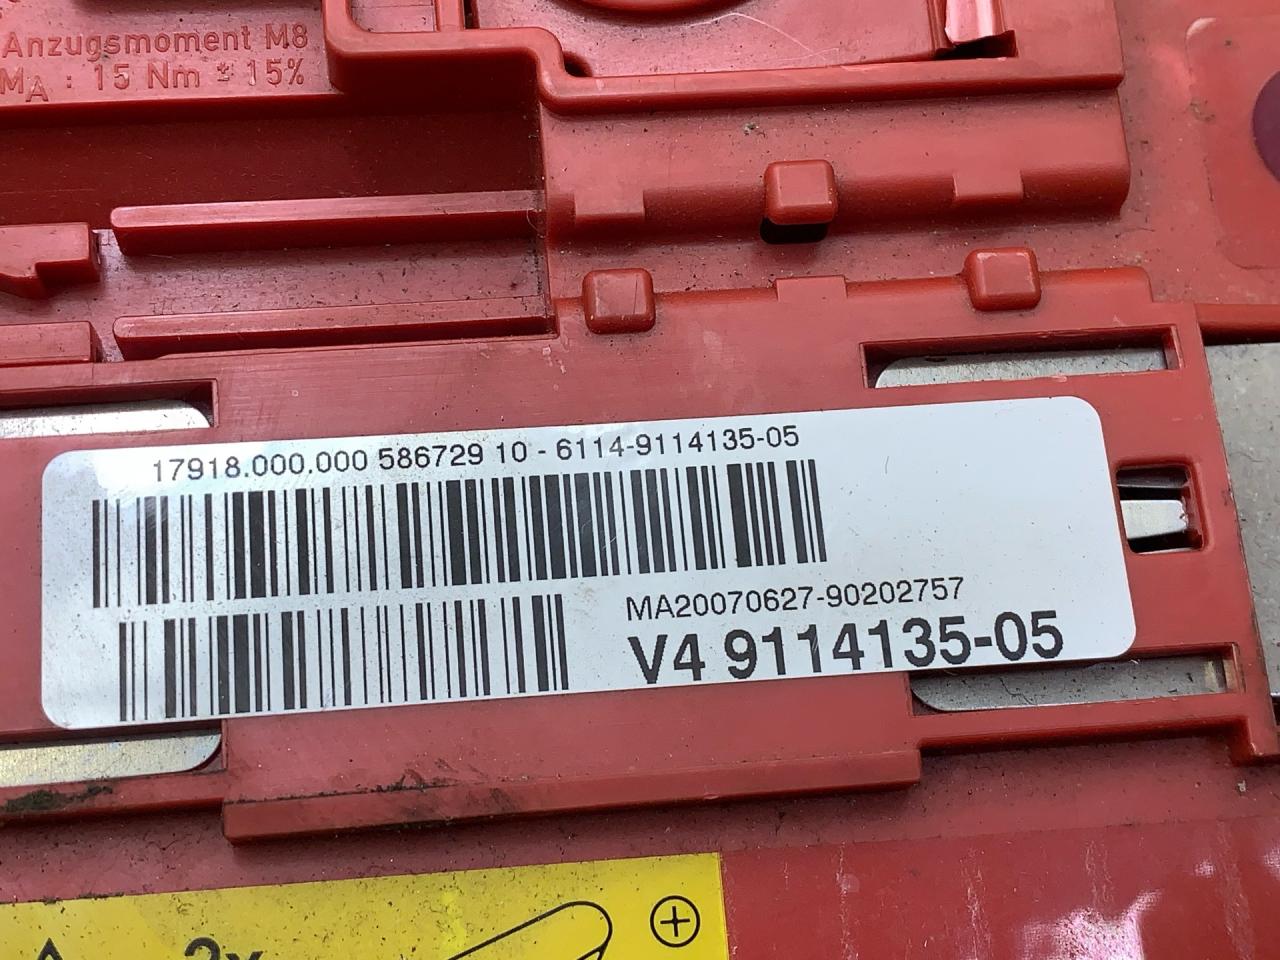 Anzugsmoment M8
MA : 15 Nm ± 15%
17918.000.000 586729 10 - 6114-9114135-05
MA20070627-90202757
V4 9114135-05
2x